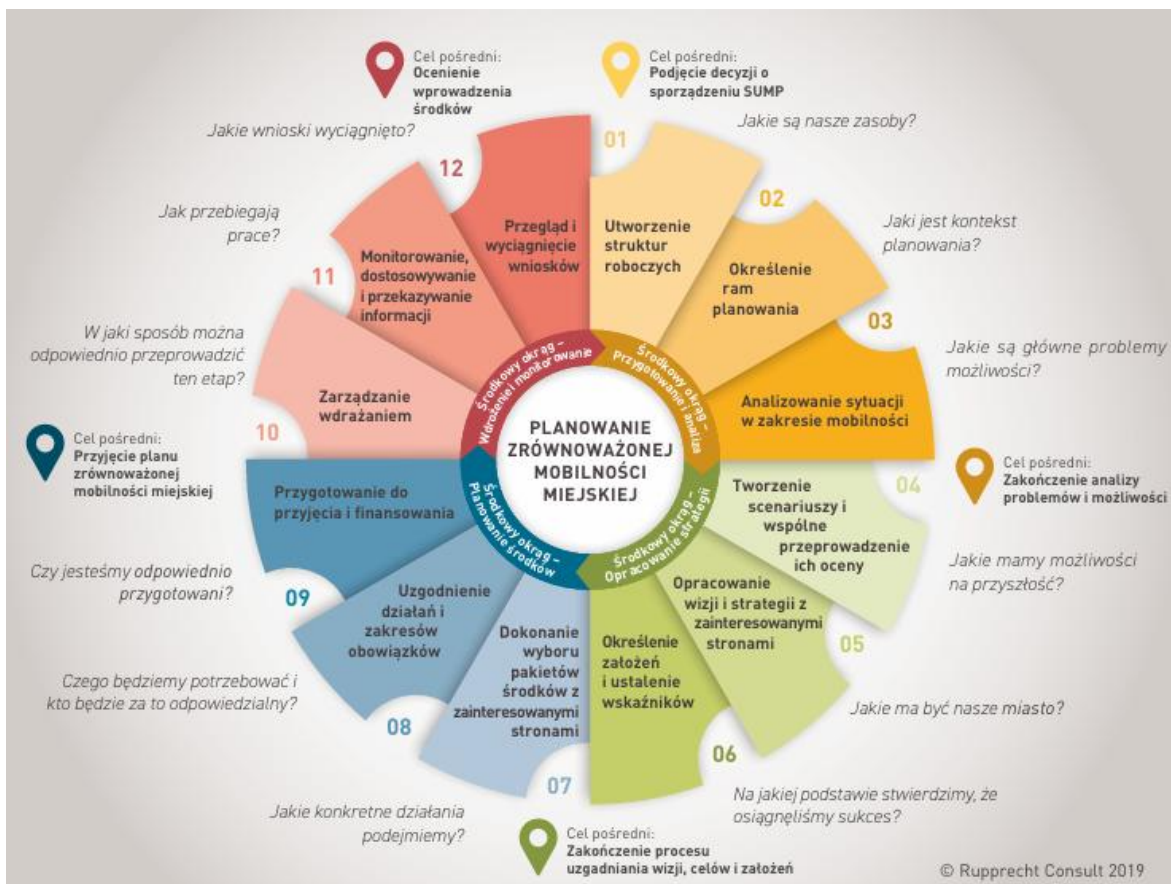 Cel pośredni:
Ocenienie
wprowadzenia
środków
Cel pośredni:
Podjęcie decyzji o
sporządzeniu SUMP
Jakie wnioski wyciągnięto?
Jakie są nasze zasoby?
12
01
Przegląd i
wyciągnięcie
wniosków
Utworzenie
struktur
roboczych
Jak przebiegają
prace?
02
Jaki jest kontekst
planowania?
11
Monitorowanie,
dostosowywanie
i przekazywanie
informacji
Określenie
ram
planowania
W jaki sposób można
odpowiednio przeprowadzić
ten etap?
03
Jakie są główne problemy
możliwości?
Zarządzanie
wdrażaniem
Analizowanie sytuacji
w zakresie mobilności
10
Środkowy okrąg –
Wdrożenie i monitorowanie
Środkowy okrąg –
Przygotowanie i analiza
PLANOWANIE
ZRÓWNOWAŻONEJ
MOBILNOŚCI
MIEJSKIEJ
Środkowy okrąg –
Planowanie środków
Środkowy okrąg –
Opracowanie strategii
Cel pośredni:
Przyjęcie planu
zrównoważonej
mobilności miejskiej
Cel pośredni:
Zakończenie analizy
problemów i możliwości
Przygotowanie do
przyjęcia i finansowania
04
Tworzenie
scenariuszy i
wspólne
przeprowadzenie
ich oceny
Jakie mamy możliwości
na przyszłość?
Czy jesteśmy odpowiednio
przygotowani?
09
Uzgodnienie
działań i
zakresów
obowiązków
Opracowanie
wizji i strategii z
zainteresowanymi
stronami
05
Dokonanie
wyboru
pakietów
środków z
zainteresowanymi
stronami
Określenie
założeń
i ustalenie
wskaźników
Czego będziemy potrzebować i
kto będzie za to odpowiedzialny?
08
Jakie ma być nasze miasto?
06
07
Jakie konkretne działania
podejmiemy?
Na jakiej podstawie stwierdzimy, że
osiągnęliśmy sukces?
Cel pośredni:
Zakończenie procesu
uzgadniania wizji, celów i założeń
© Rupprecht Consult 2019